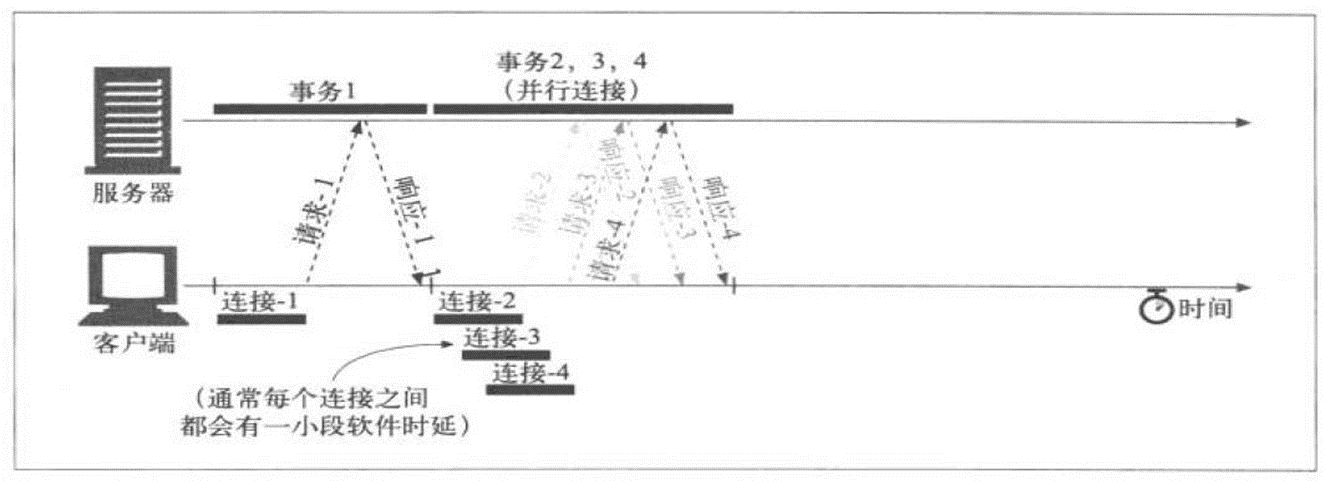 事务1
事务2，3，4
（并行连接）
服务器
请求-1
响应-1
请求-2
请求-3
响应-2
请求-4
响应-3
响应-4
连接-1
连接-2
连接-3
连接-4
客户端
时间
（通常每个连接之间
都会有一小段软件时延）